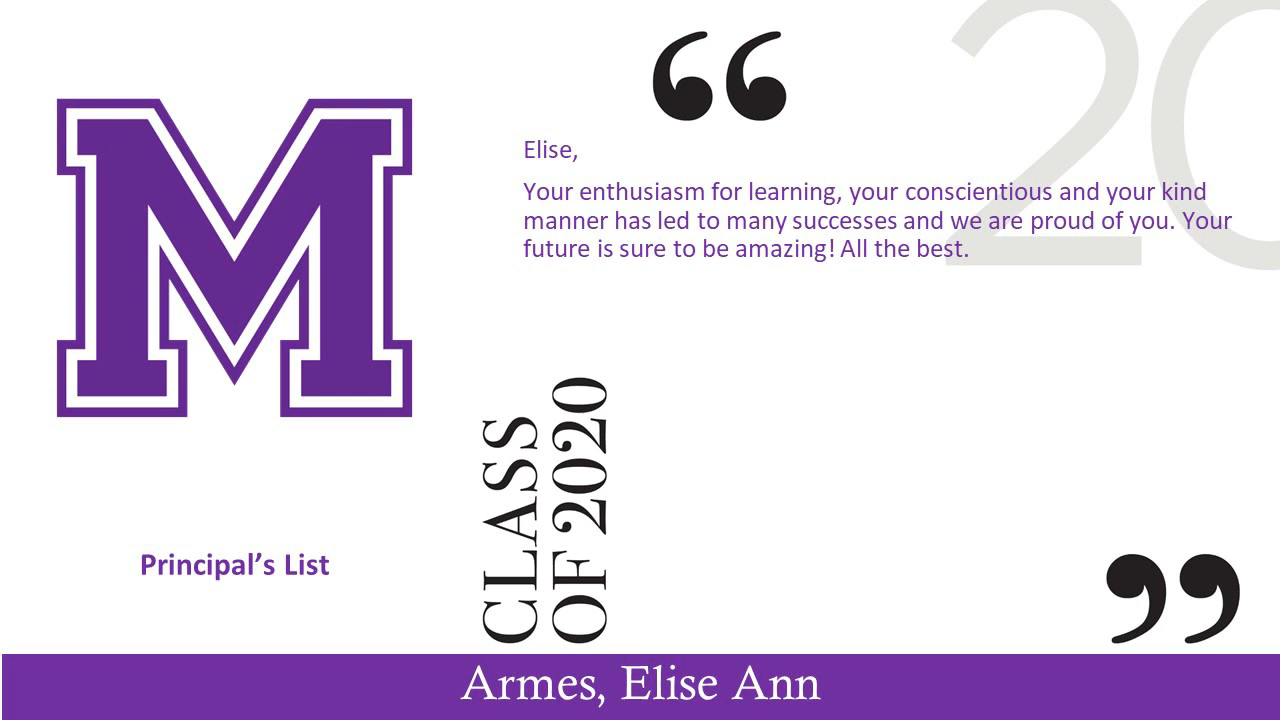 20
“
M
Elise,
Your enthusiasm for learning, your conscientious and your kind
manner has led to many successes and we are proud of you. Your
future is sure to be amazing! All the best.
CLASS
OF 2020
Principal’s List
”
Armes, Elise Ann